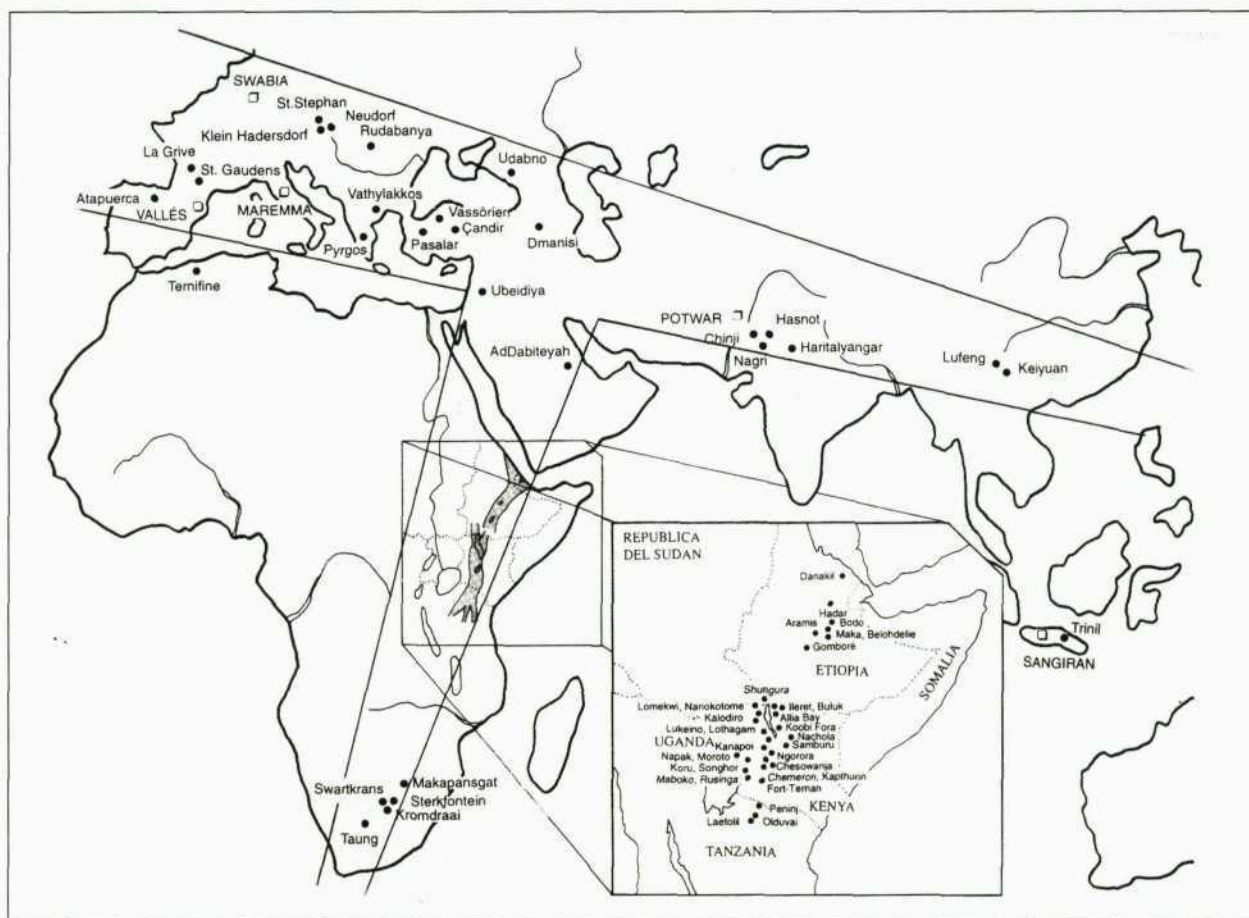 SWABIA
St.Stephan
Neudorf
Klein Hadersdorf
Rudabanya
La Grive
St. Gaudens
Udabno
Atapuerca
VALLÉS
MAREMMA
Vathylakkos
Vassörien
Çandir
Pyrgos
Pasalar
Dmanisi
Ternifine
Ubeidiya
POTWAR
Hasnot
Chinji
Haritalyangar
Nagri
AdDabiteyah
Lufeng
Keiyuan
REPUBLICA
DEL SUDAN
Danakil
Hadar
Aramis
Bodo
Maka, Belohdelie
Gomboré
ETIOPIA
SOMALIA
Shungura
Lomekwi, Nanokotome
Ileret, Buluk
Kalodiro
Allia Bay
Lukeino, Lothagam
Koobi Fora
Nachola
UGANDA
Kanapoi
Samburu
Napak, Moroto
Ngorora
Koru, Songhor
Chesowanja
Maboko, Rusinga
Chemeron, Kapthurin
Fort-Ternan
KENYA
Peninj
Laetolil
Olduvai
TANZANIA
Trinil
SANGIRAN
Makapansgat
Swartkrans
Sterkfontein
Kromdraai
Taung